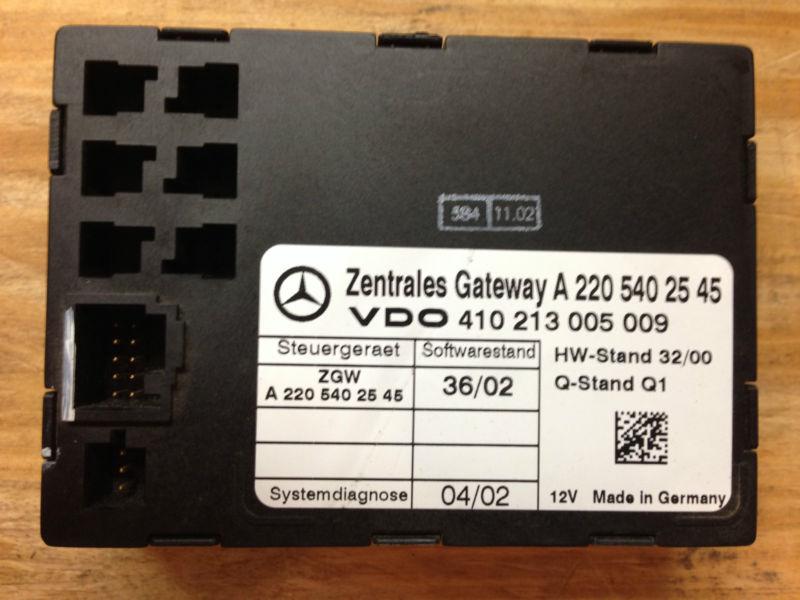 584 11.02
Zentrales Gateway A 220 540 25 45
VDO 410 213 005 009
Steuergeraet Softwarestand HW-Stand 32/00
ZGW
A 220 540 25 45 36/02 Q-Stand Q1
Systemdiagnose 04/02 12V Made in Germany